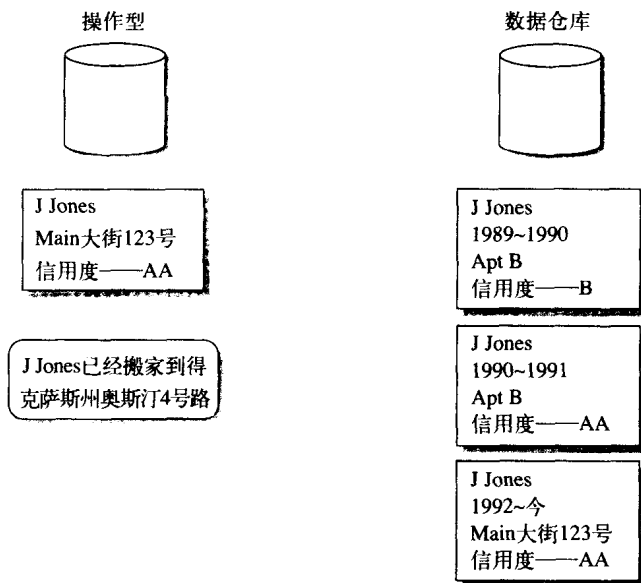 操作型
J Jones
Main大街123号
信用度——AA
J Jones已经搬家到得
克萨斯州奥斯汀4号路
数据仓库
J Jones
1989~1990
Apt B
信用度——B
J Jones
1990~1991
Apt B
信用度——AA
J Jones
1992~今
Main大街123号
信用度——AA